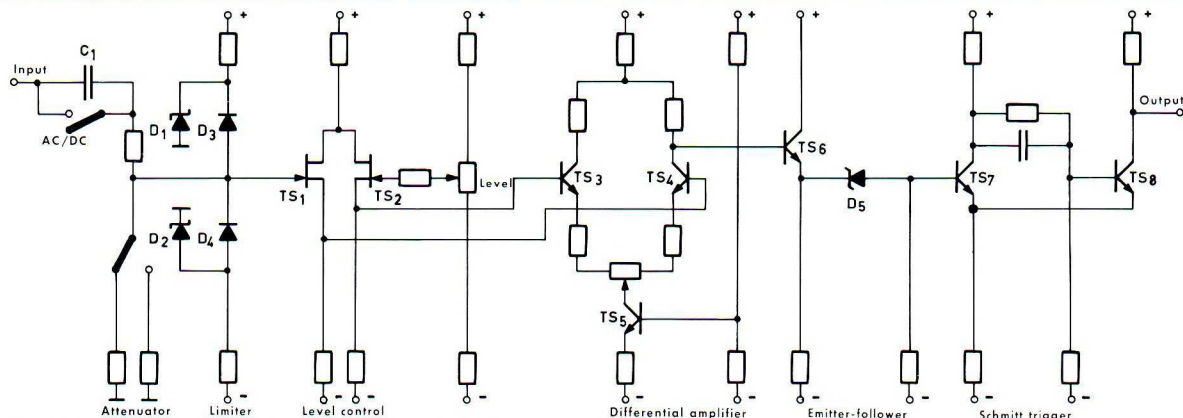 + + + + + + + +
C1
Input
AC/DC
D1 D3
D2 D4
TS1
TS2
Level
TS3
TS4
TS5
TS6
D5
TS7
TS8
Output
- - - - - - - - - -
Attenuator
Limiter
Level control
Differential amplifier
Emitter-follower
Schmitt trigger